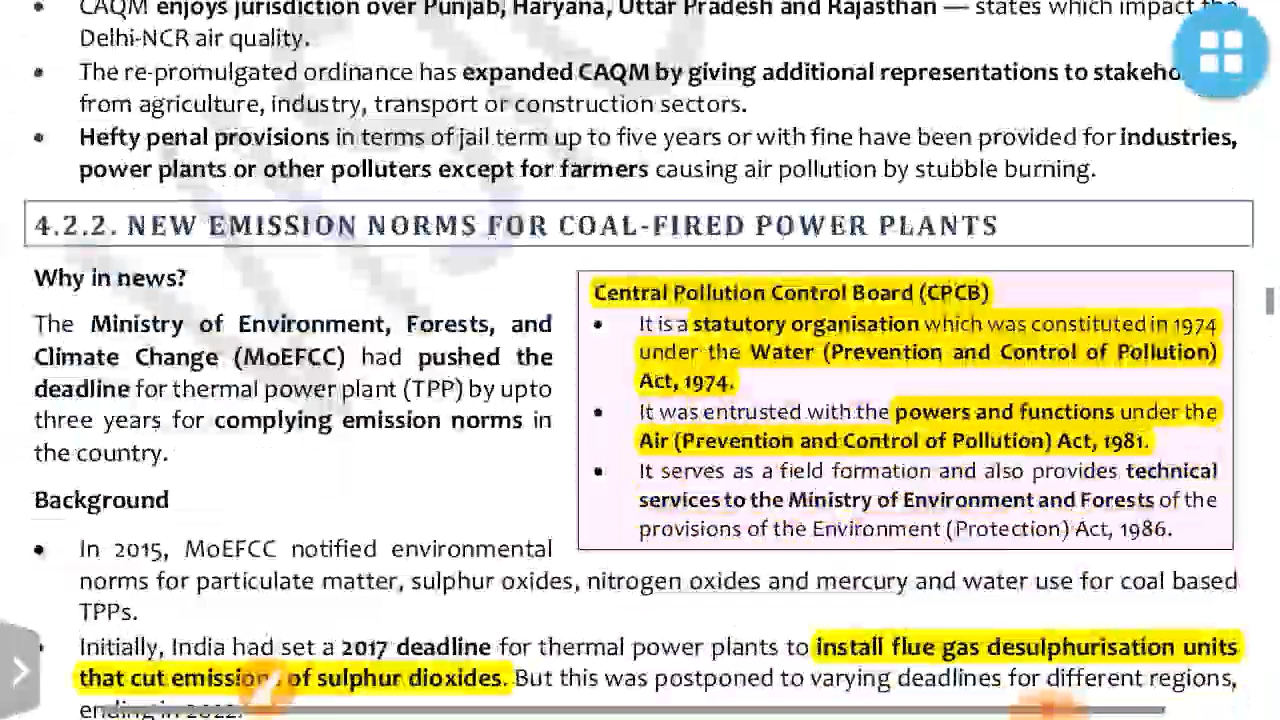 CAQM enjoys jurisdiction over Punjab, Haryana, Uttar Pradesh and Rajasthan — states which impact the
Delhi-NCR air quality.
• The re-promulgated ordinance has expanded CAQM by giving additional representations to
from agriculture, industry, transport or construction sectors.
• Hefty penal provisions in terms of jail term up to five years or with fine have been provided for industries,
power plants or other polluters except for farmers causing air pollution by stubble burning.
4.2.2. NEW EMISSION NORMS FOR COAL-FIRED POWER PLANTS
Why in news?
The Ministry of Environment, Forests, and
Climate Change (MoEFCC) had pushed the
deadline for thermal power plant (TPP) by upto
three years for complying emission norms in
the country.
Background
• In 2015, MoEFCC notified environmental
norms for particulate matter, sulphur oxides, nitrogen oxides and mercury and water use for coal based
TPPs.
Initially, India had set a 2017 deadline for thermal power plants to install flue gas desulphurisation units
that cut emission of sulphur dioxides. But this was postponed to varying deadlines for different regions,
ending in 2022.
Central Pollution Control Board (CPCB)
• It is a statutory organisation which was constituted in 1974
under the Water (Prevention and Control of Pollution)
Act, 1974.
• It was entrusted with the powers and functions under the
Air (Prevention and Control of Pollution) Act, 1981.
• It serves as a field formation and also provides technical
services to the Ministry of Environment and Forests of the
provisions of the Environment (Protection) Act, 1986.